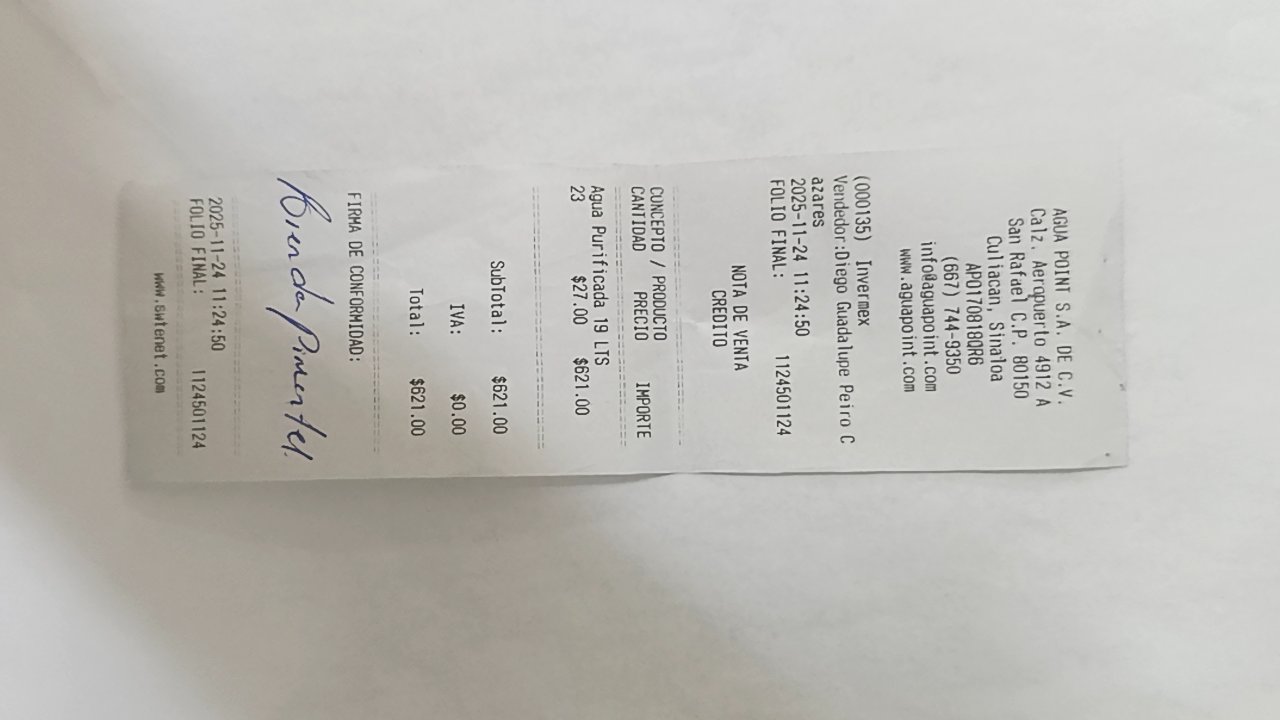 AGUA POINT S.A. DE C.V.
Calz. Aeropuerto 4912 A
San Rafael C.P. 80150
Culiacan, Sinaloa
APO170818QR6
(667) 744-9350
info@aguapoint.com
www.aguapoint.com
(000135) Invermex
Vendedor:Diego Guadalupe Peiro C
azares
2025-11-24 11:24:50
FOLIO FINAL: 1124501124
NOTA DE VENTA
CREDITO
CONCEPTO / PRODUCTO
CANTIDAD PRECIO IMPORTE
Agua Purificada 19 LTS
23 $27.00 $621.00
SubTotal: $621.00
IVA: $0.00
Total: $621.00
FIRMA DE CONFORMIDAD:
Brenda Pimentel.
2025-11-24 11:24:50
FOLIO FINAL: 1124501124
www.swtenet.com